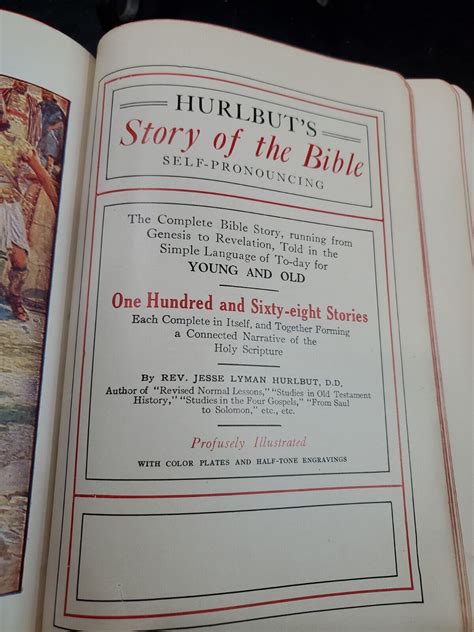 HURLBUT'S
Story of the Bible
SELF-PRONOUNCING
The Complete Bible Story, running from
Genesis to Revelation, Told in the
Simple Language of To-day for
YOUNG AND OLD
One Hundred and Sixty-eight Stories
Each Complete in Itself, and Together Forming
a Connected Narrative of the
Holy Scripture
By REV. JESSE LYMAN HURLBUT, D.D.
Author of "Revised Normal Lessons," "Studies in Old Testament
History," "Studies in the Four Gospels," "From Saul
to Solomon," etc., etc.
Profusely Illustrated
WITH COLOR PLATES AND HALF-TONE ENGRAVINGS